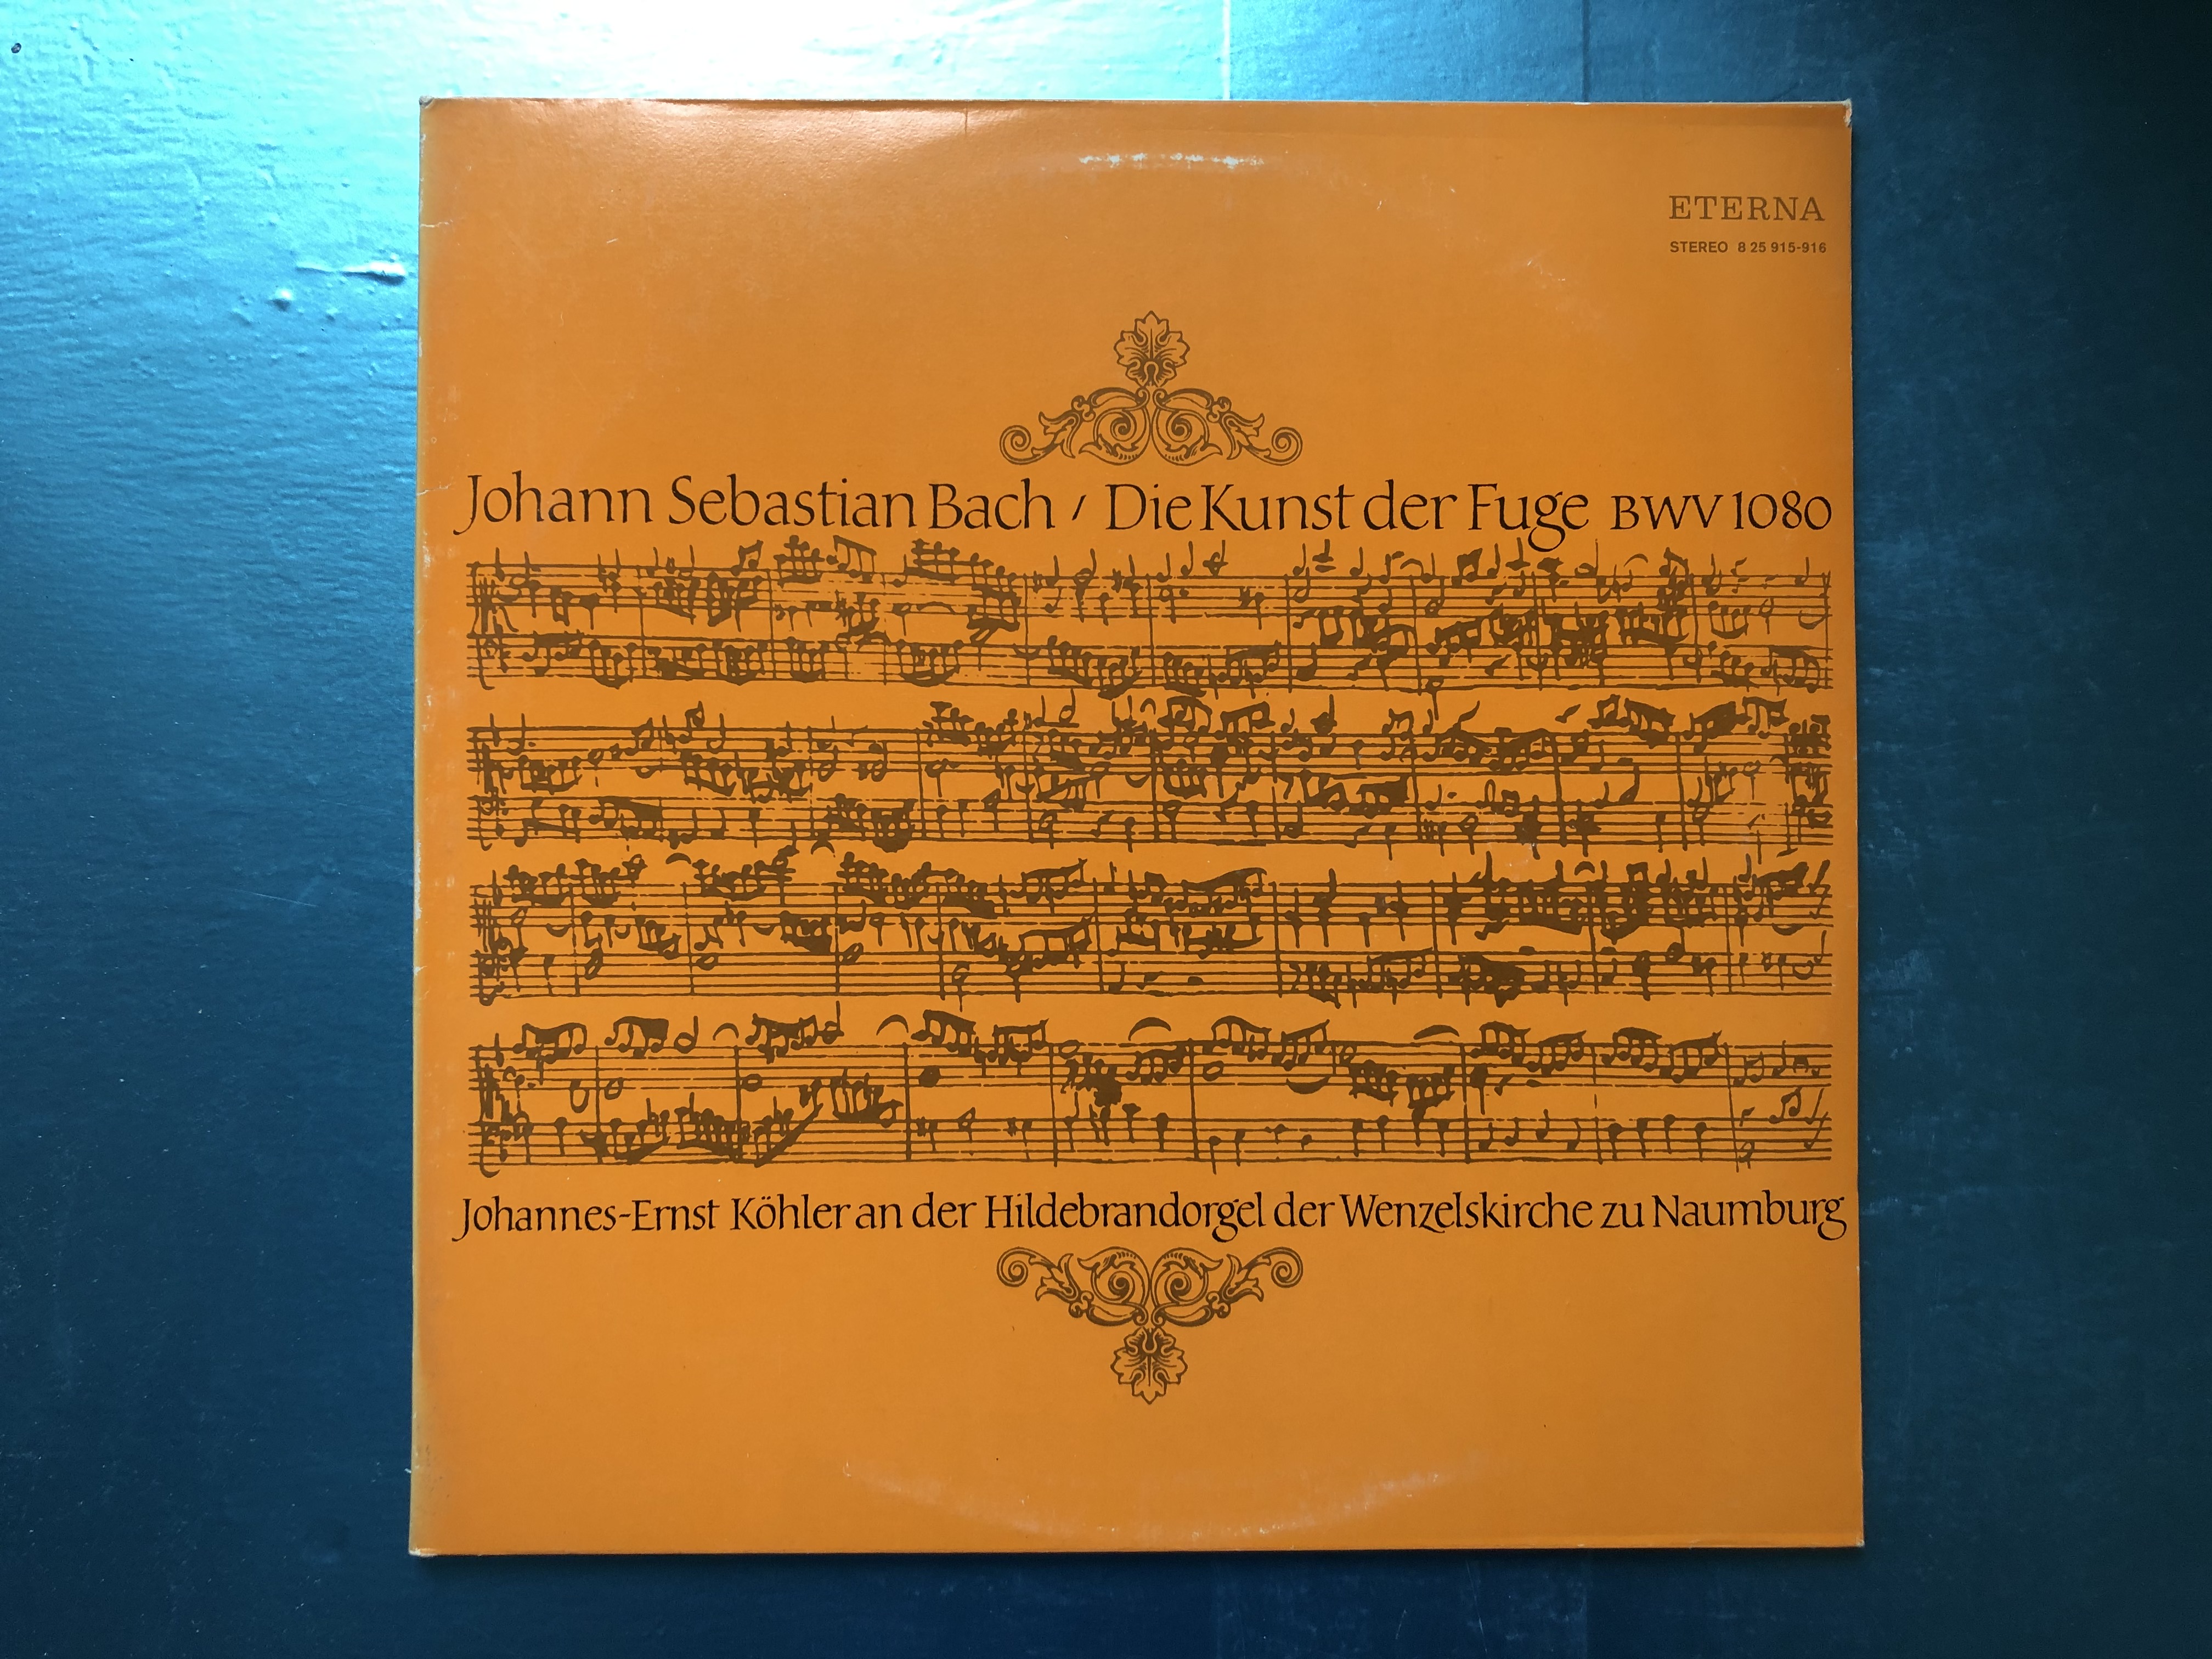 ETERNA
STEREO 8 25 915-916
Johann Sebastian Bach / Die Kunst der Fuge BWV 1080
Johannes-Ernst Köhler an der Hildebrandorgel der Wenzelskirche zu Naumburg